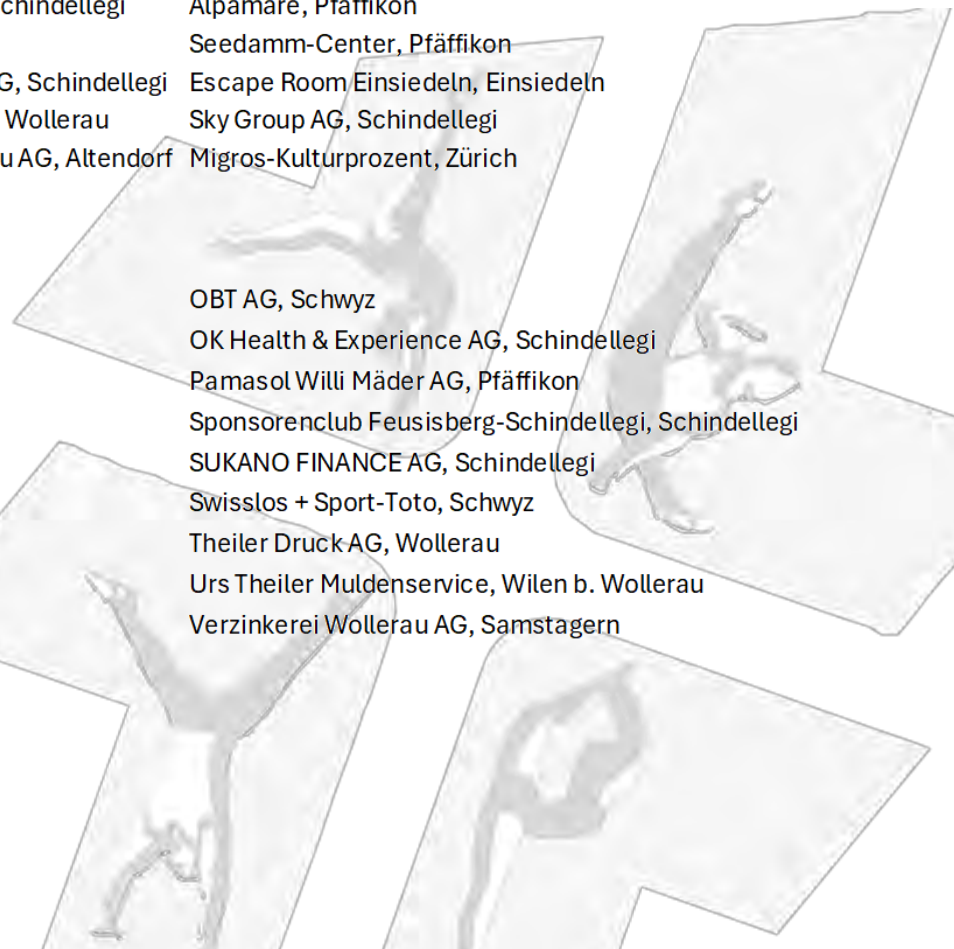 Schindellegi
Alpamare, Pfäffikon
Seedamm-Center, Pfäffikon
G, Schindellegi Escape Room Einsiedeln, Einsiedeln
Wollerau Sky Group AG, Schindellegi
u AG, Altendorf Migros-Kulturprozent, Zürich
OBT AG, Schwyz
OK Health & Experience AG, Schindellegi
Pamasol Willi Mäder AG, Pfäffikon
Sponsorenclub Feusisberg-Schindellegi, Schindellegi
SUKANO FINANCE AG, Schindellegi
Swisslos + Sport-Toto, Schwyz
Theiler Druck AG, Wollerau
Urs Theiler Muldenservice, Wilen b. Wollerau
Verzinkerei Wollerau AG, Samstagern